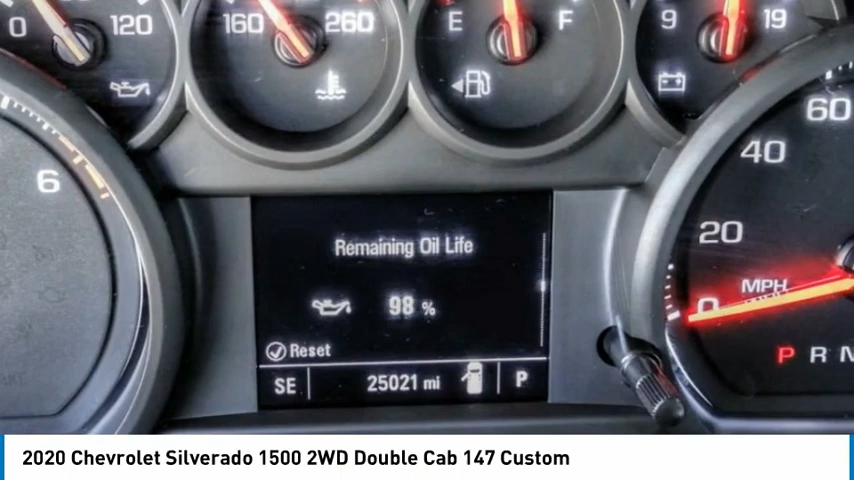 0 120 160 260 E F 9 19
60
6 40
20
Remaining Oil Life
98 %
MPH
0
Reset
P R
SE 25021 mi P
2020 Chevrolet Silverado 1500 2WD Double Cab 147 Custom